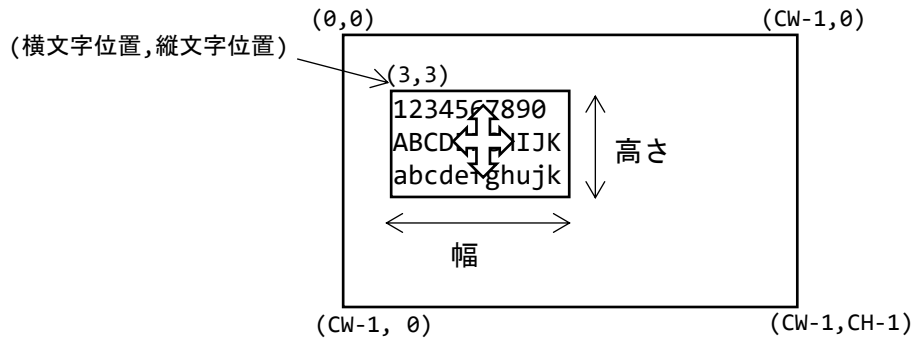 (0,0)
(CW-1,0)
(横文字位置,縦文字位置)
(3,3)
1234567890
ABCD IJK
abcdefghujk
高さ
幅
(CW-1, 0)
(CW-1,CH-1)